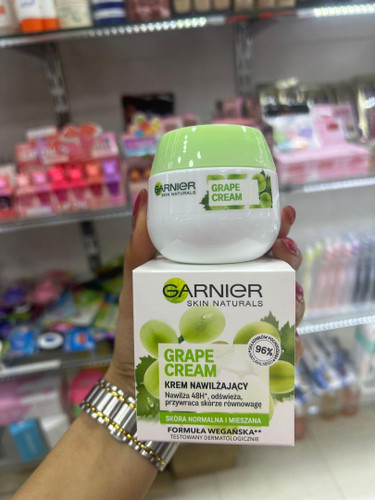 GARNIER
SKIN NATURALS
GRAPE
CREAM
GARNIER
SKIN NATURALS
96%
GRAPE
CREAM
KREM NAWILŻAJĄCY
Nawilża 48H*, odświeża,
przywraca skórze równowagę
SKÓRA NORMALNA I MIESZANA
FORMUŁA WEGAŃSKA**
TESTOWANY DERMATOLOGICZNIE